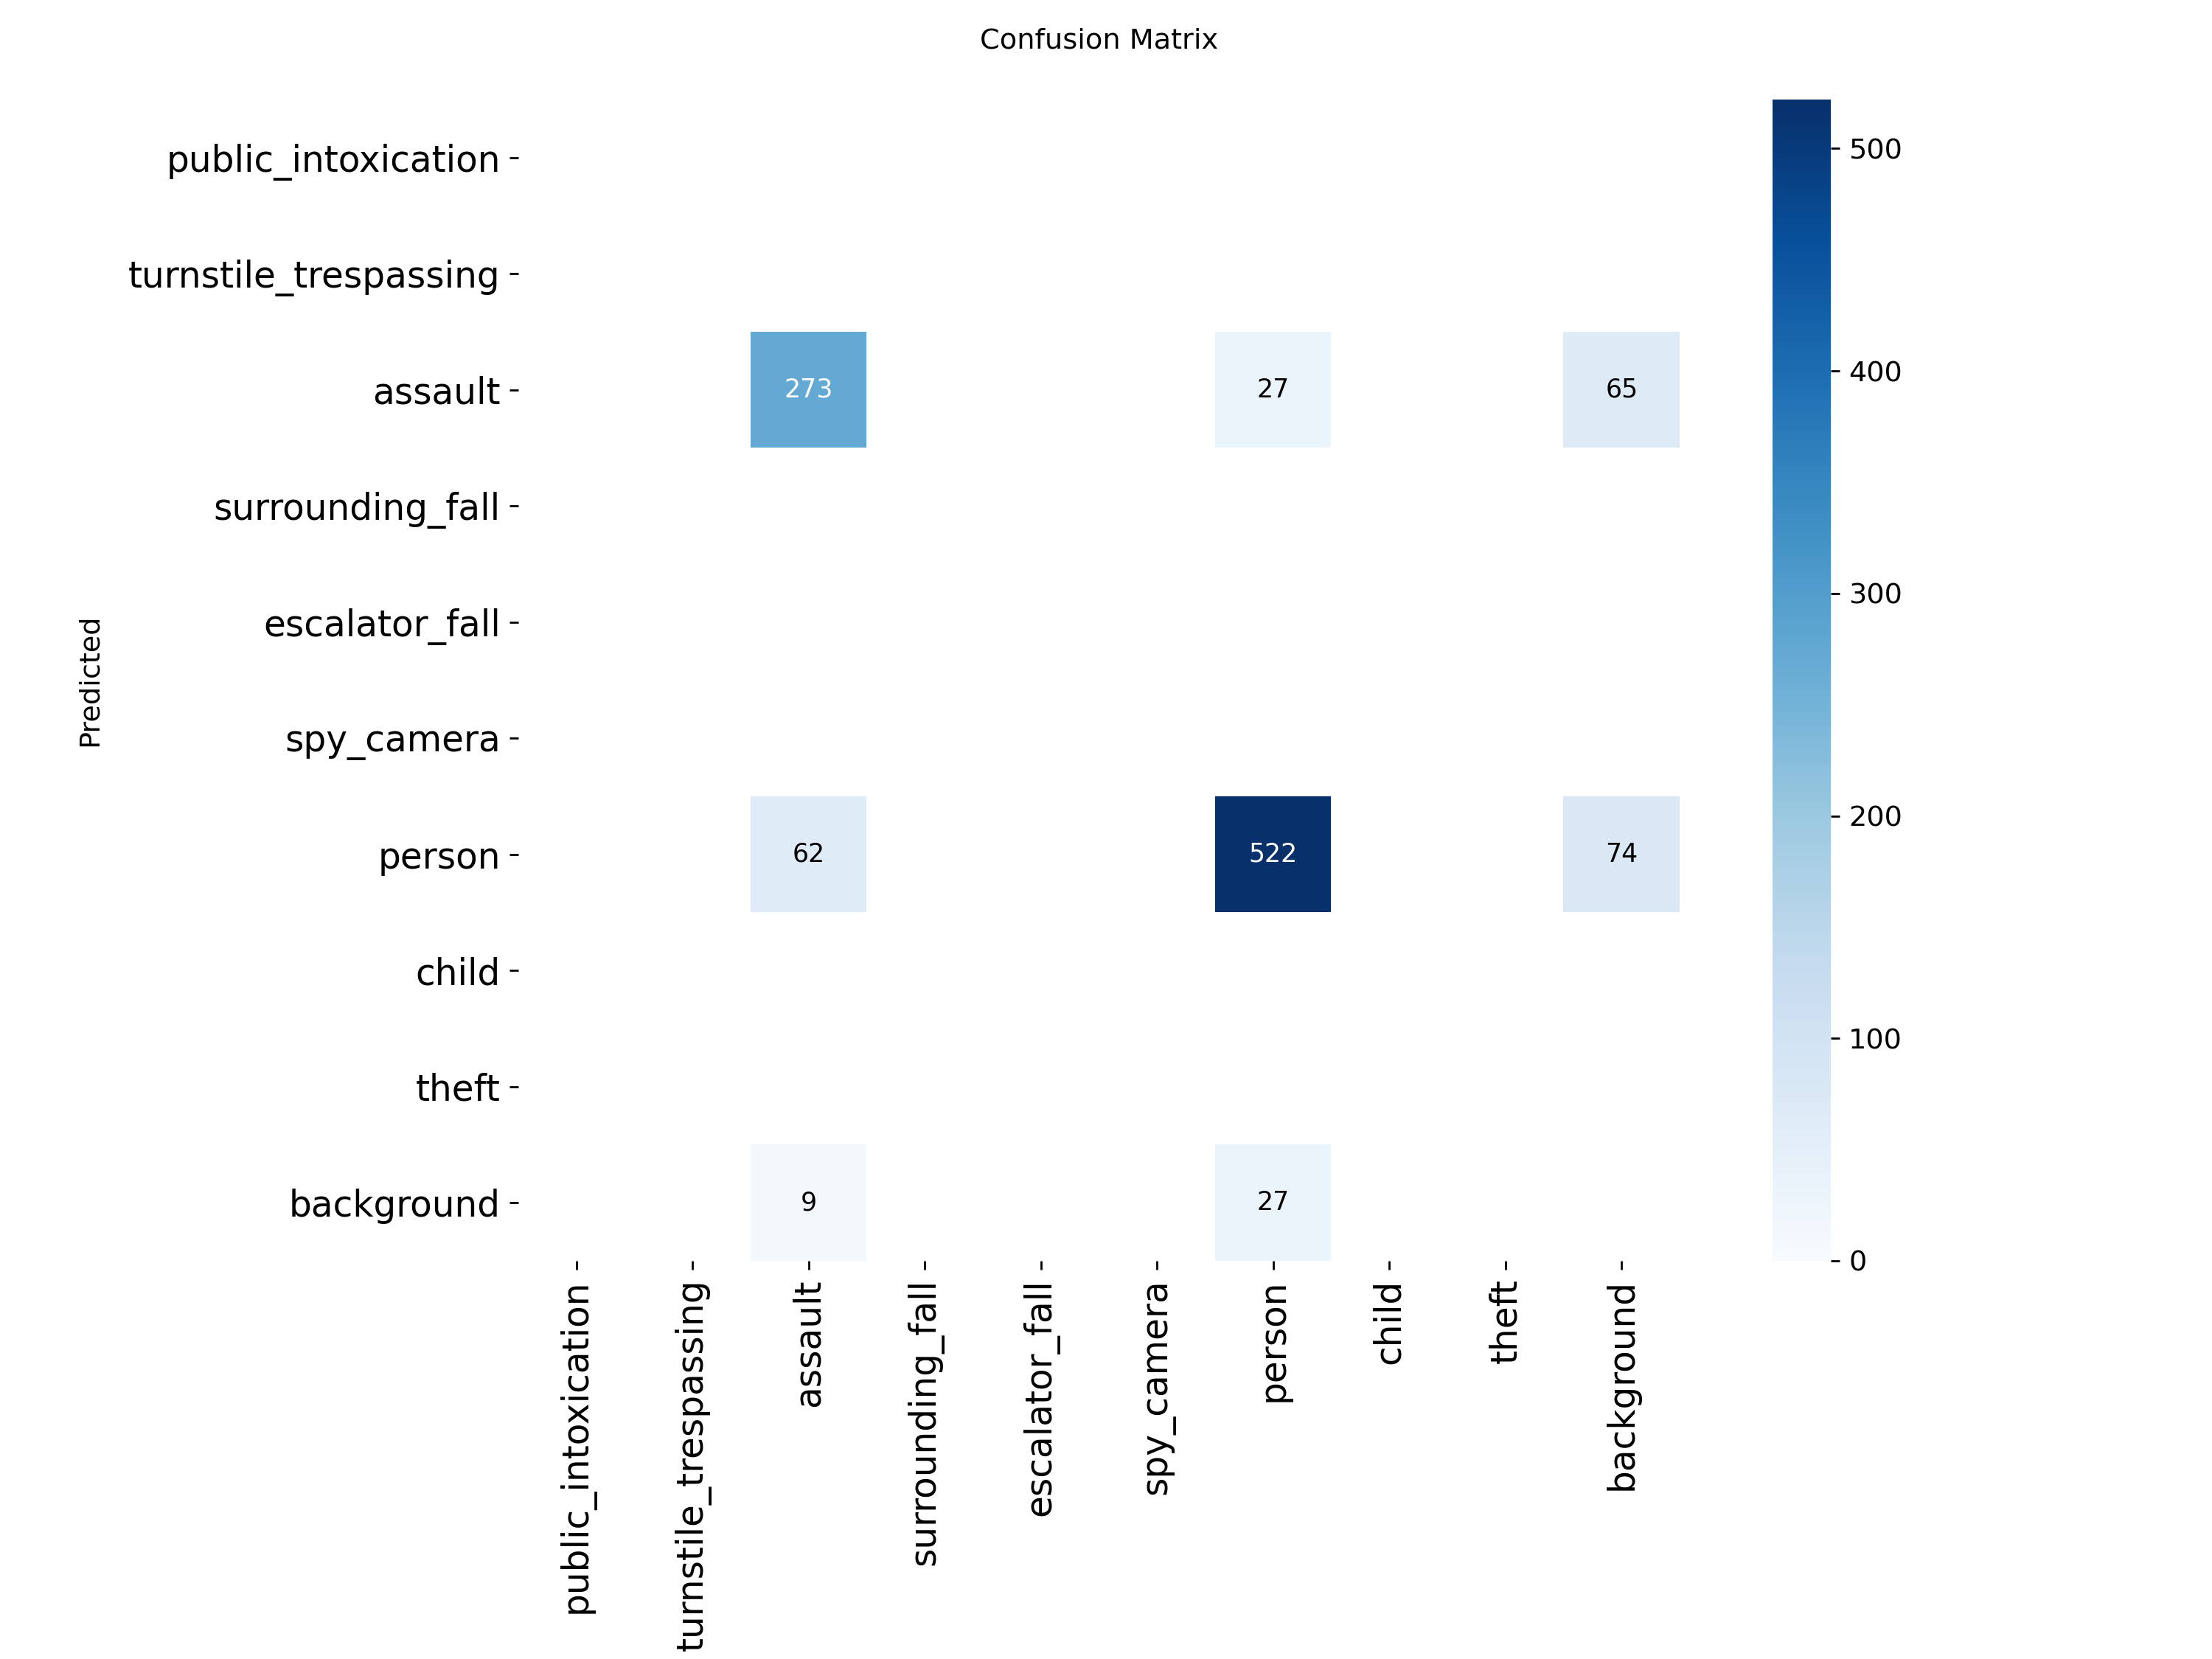 Confusion Matrix
public_intoxication
turnstile_trespassing
assault
273 27 65
surrounding_fall
escalator_fall
spy_camera
person
62 522 74
child
theft
background
9 27
Predicted
public_intoxication
turnstile_trespassing
assault
surrounding_fall
escalator_fall
spy_camera
person
child
theft
background
500
400
300
200
100
0